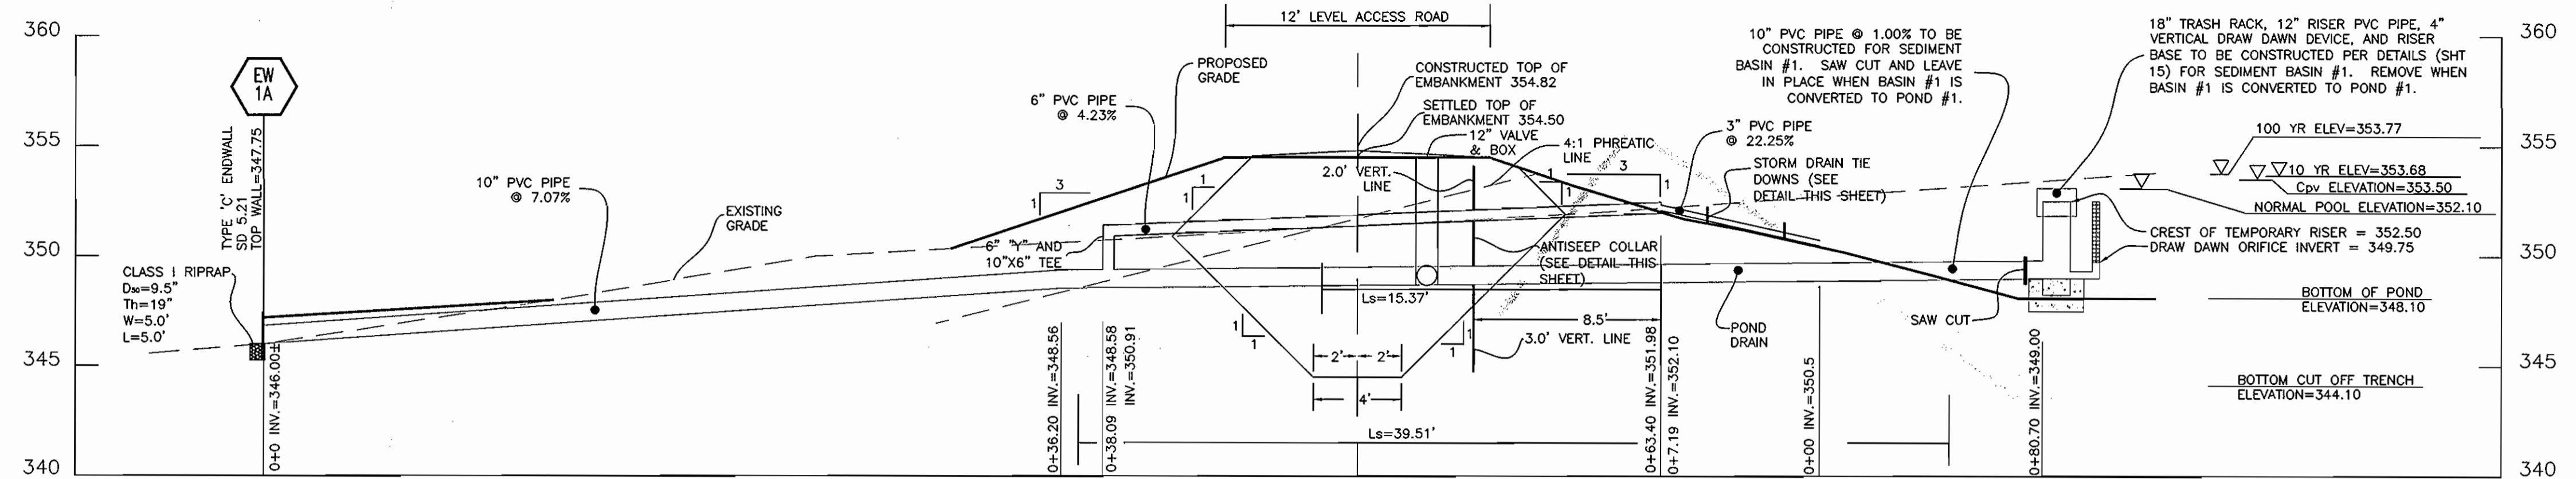 360
355
350
345
340
EW
1A
TYPE 'C' ENDWALL
SD 5.21
TOP WALL=347.75
CLASS I RIPRAP
D50=9.5"
Th=19"
W=5.0'
L=5.0'
0+0 INV.=346.00±
10" PVC PIPE
@ 7.07%
EXISTING
GRADE
6" PVC PIPE
@ 4.23%
PROPOSED
GRADE
3
1
6" "Y" AND
10"X6" TEE
0+36.20 INV.=348.56
0+38.09 INV.=348.58
INV.=350.91
12' LEVEL ACCESS ROAD
CONSTRUCTED TOP OF
EMBANKMENT 354.82
SETTLED TOP OF
EMBANKMENT 354.50
12" VALVE
& BOX
4:1 PHREATIC
LINE
2.0' VERT.
LINE
1
1
1
1
3
1
ANTISEEP COLLAR
(SEE DETAIL THIS
SHEET)
Ls=15.37'
8.5'
3.0' VERT. LINE
1
1
1
1
2'
2'
4'
Ls=39.51'
10" PVC PIPE @ 1.00% TO BE
CONSTRUCTED FOR SEDIMENT
BASIN #1. SAW CUT AND LEAVE
IN PLACE WHEN BASIN #1 IS
CONVERTED TO POND #1.
3" PVC PIPE
@ 22.25%
STORM DRAIN TIE
DOWNS (SEE
DETAIL THIS SHEET)
POND
DRAIN
SAW CUT
0+63.40 INV.=351.98
0+7.19 INV.=352.10
0+00 INV.=350.5
0+80.70 INV.=349.00
18" TRASH RACK, 12" RISER PVC PIPE, 4"
VERTICAL DRAW DAWN DEVICE, AND RISER
BASE TO BE CONSTRUCTED PER DETAILS (SHT
15) FOR SEDIMENT BASIN #1. REMOVE WHEN
BASIN #1 IS CONVERTED TO POND #1.
100 YR ELEV=353.77
10 YR ELEV=353.68
Cpv ELEVATION=353.50
NORMAL POOL ELEVATION=352.10
CREST OF TEMPORARY RISER = 352.50
DRAW DAWN ORIFICE INVERT = 349.75
BOTTOM OF POND
ELEVATION=348.10
BOTTOM CUT OFF TRENCH
ELEVATION=344.10
360
355
350
345
340